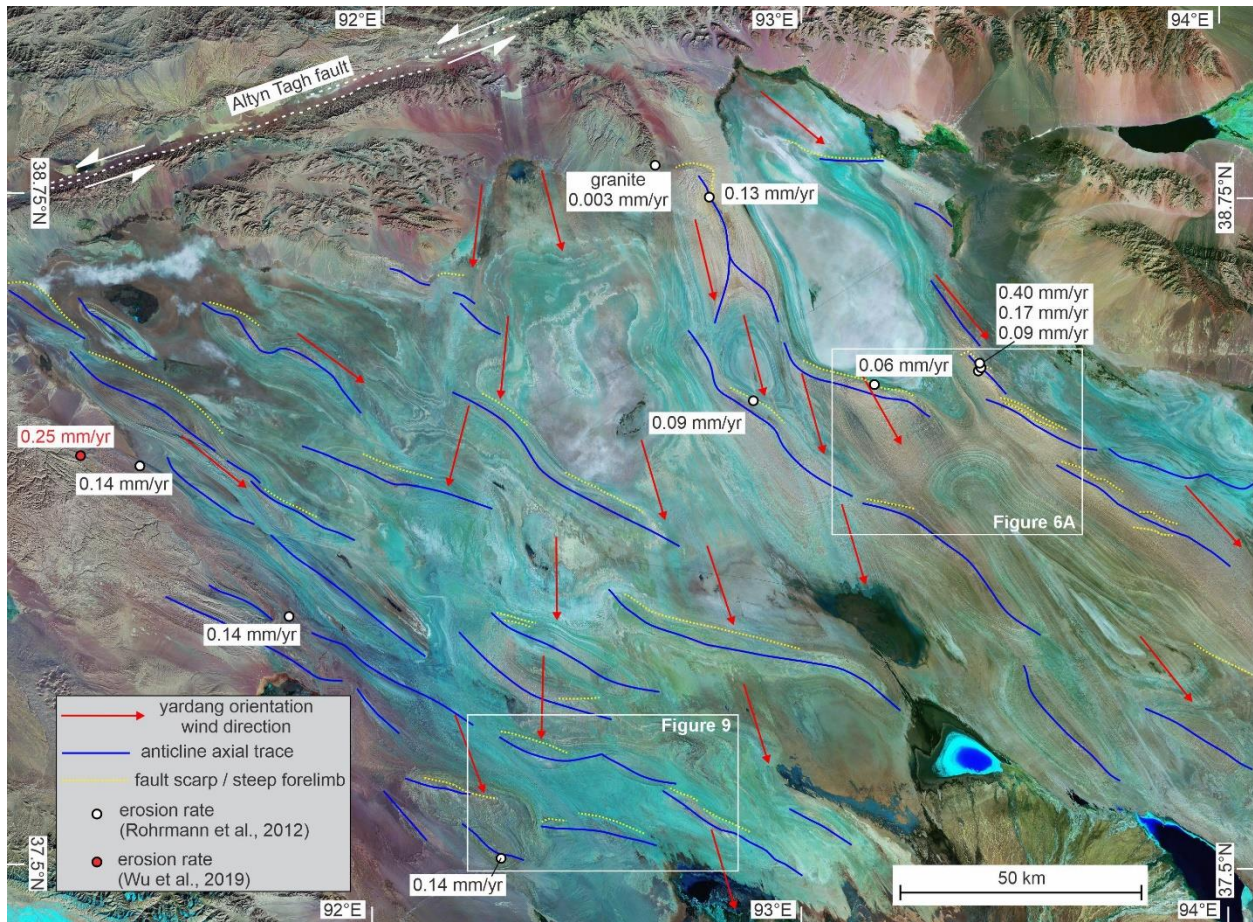 92°E
93°E
94°E
Altyn Tagh fault
38.75°N
38.75°N
granite
0.003 mm/yr
0.13 mm/yr
0.40 mm/yr
0.17 mm/yr
0.09 mm/yr
0.06 mm/yr
0.09 mm/yr
0.25 mm/yr
0.14 mm/yr
Figure 6A
0.14 mm/yr
yardang orientation
wind direction
anticline axial trace
fault scarp / steep forelimb
erosion rate
(Rohrmann et al., 2012)
erosion rate
(Wu et al., 2019)
Figure 9
0.14 mm/yr
37.5°N
37.5°N
50 km
92°E
93°E
94°E